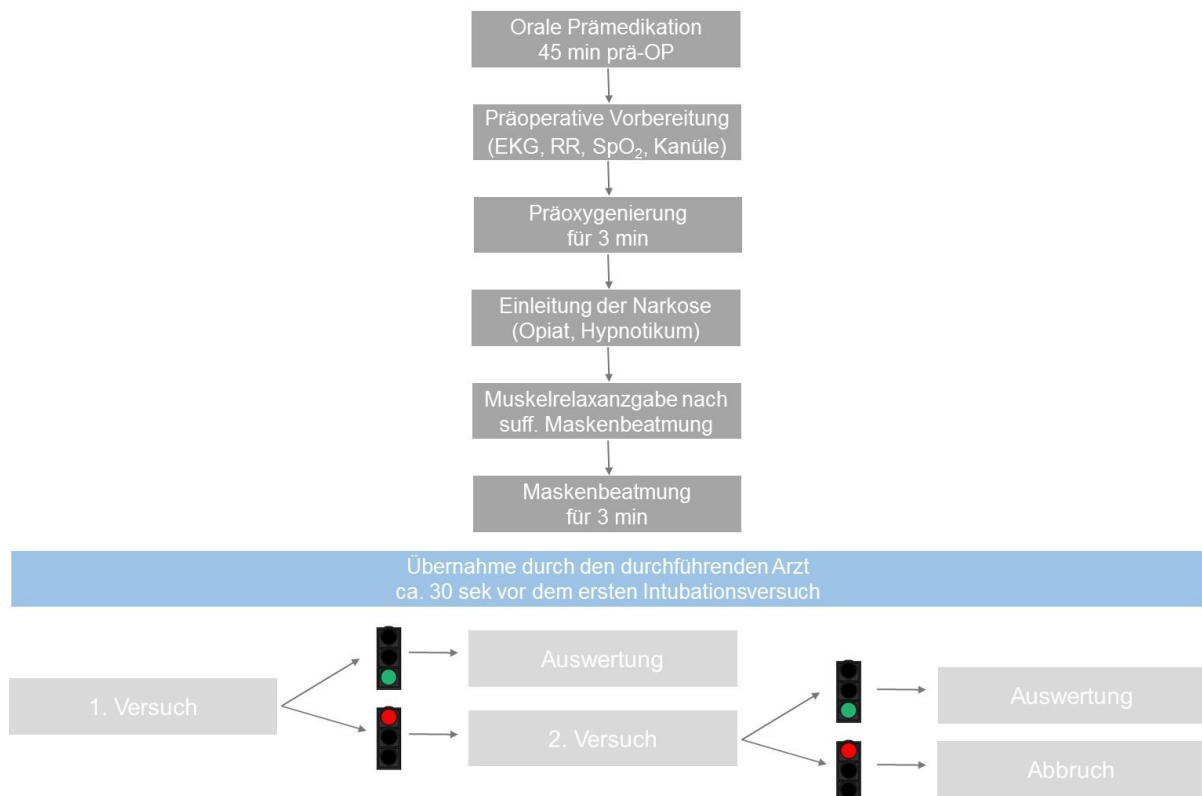 Orale Prämedikation
45 min prä-OP
Präoperative Vorbereitung
(EKG, RR, SpO₂, Kanüle)
Präoxygenierung
für 3 min
Einleitung der Narkose
(Opiat, Hypnotikum)
Muskelrelaxanzgabe nach
suff. Maskenbeatmung
Maskenbeatmung
für 3 min
Übernahme durch den durchführenden Arzt
ca. 30 sek vor dem ersten Intubationsversuch
1. Versuch
Auswertung
2. Versuch
Auswertung
Abbruch